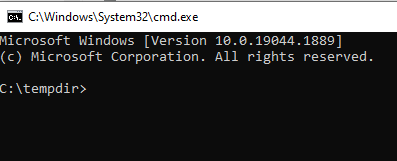 C:\Windows\System32\cmd.exe
Microsoft Windows [Version 10.0.19044.1889]
(c) Microsoft Corporation. All rights reserved.
C:\tempdir>